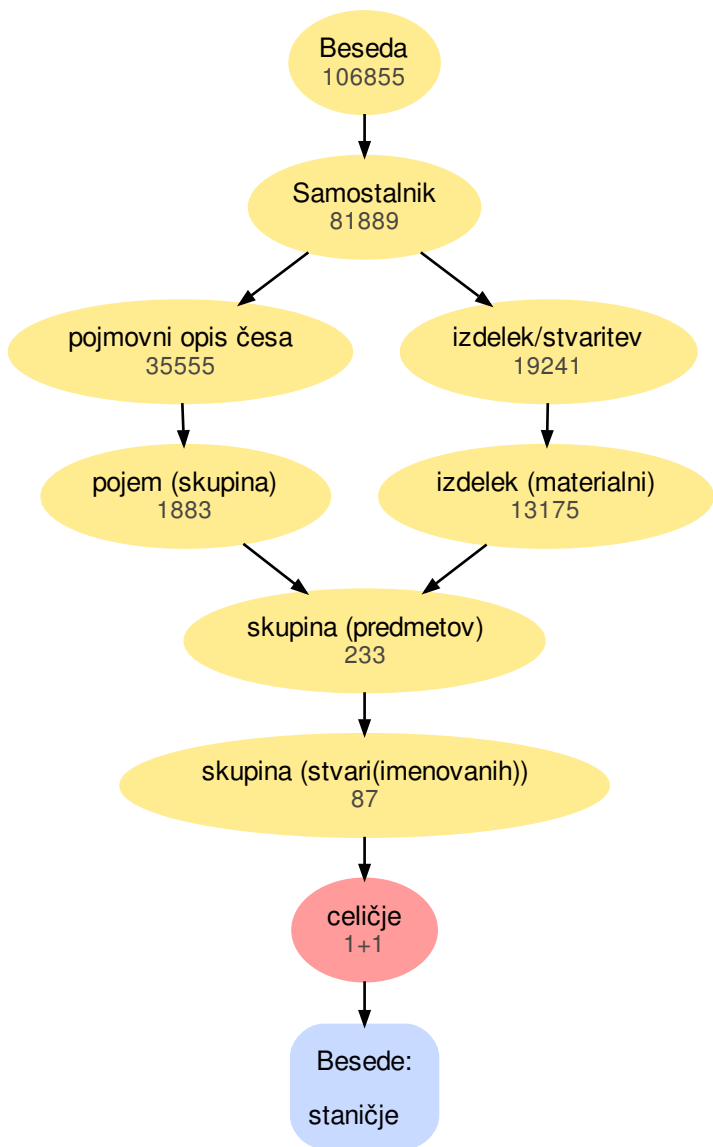 Beseda
106855
Samostalnik
81889
pojmovni opis česa
35555
izdelek/stvaritev
19241
pojem (skupina)
1883
izdelek (materialni)
13175
skupina (predmetov)
233
skupina (stvari(imenovanih))
87
celičje
1+1
Besede:
staničje